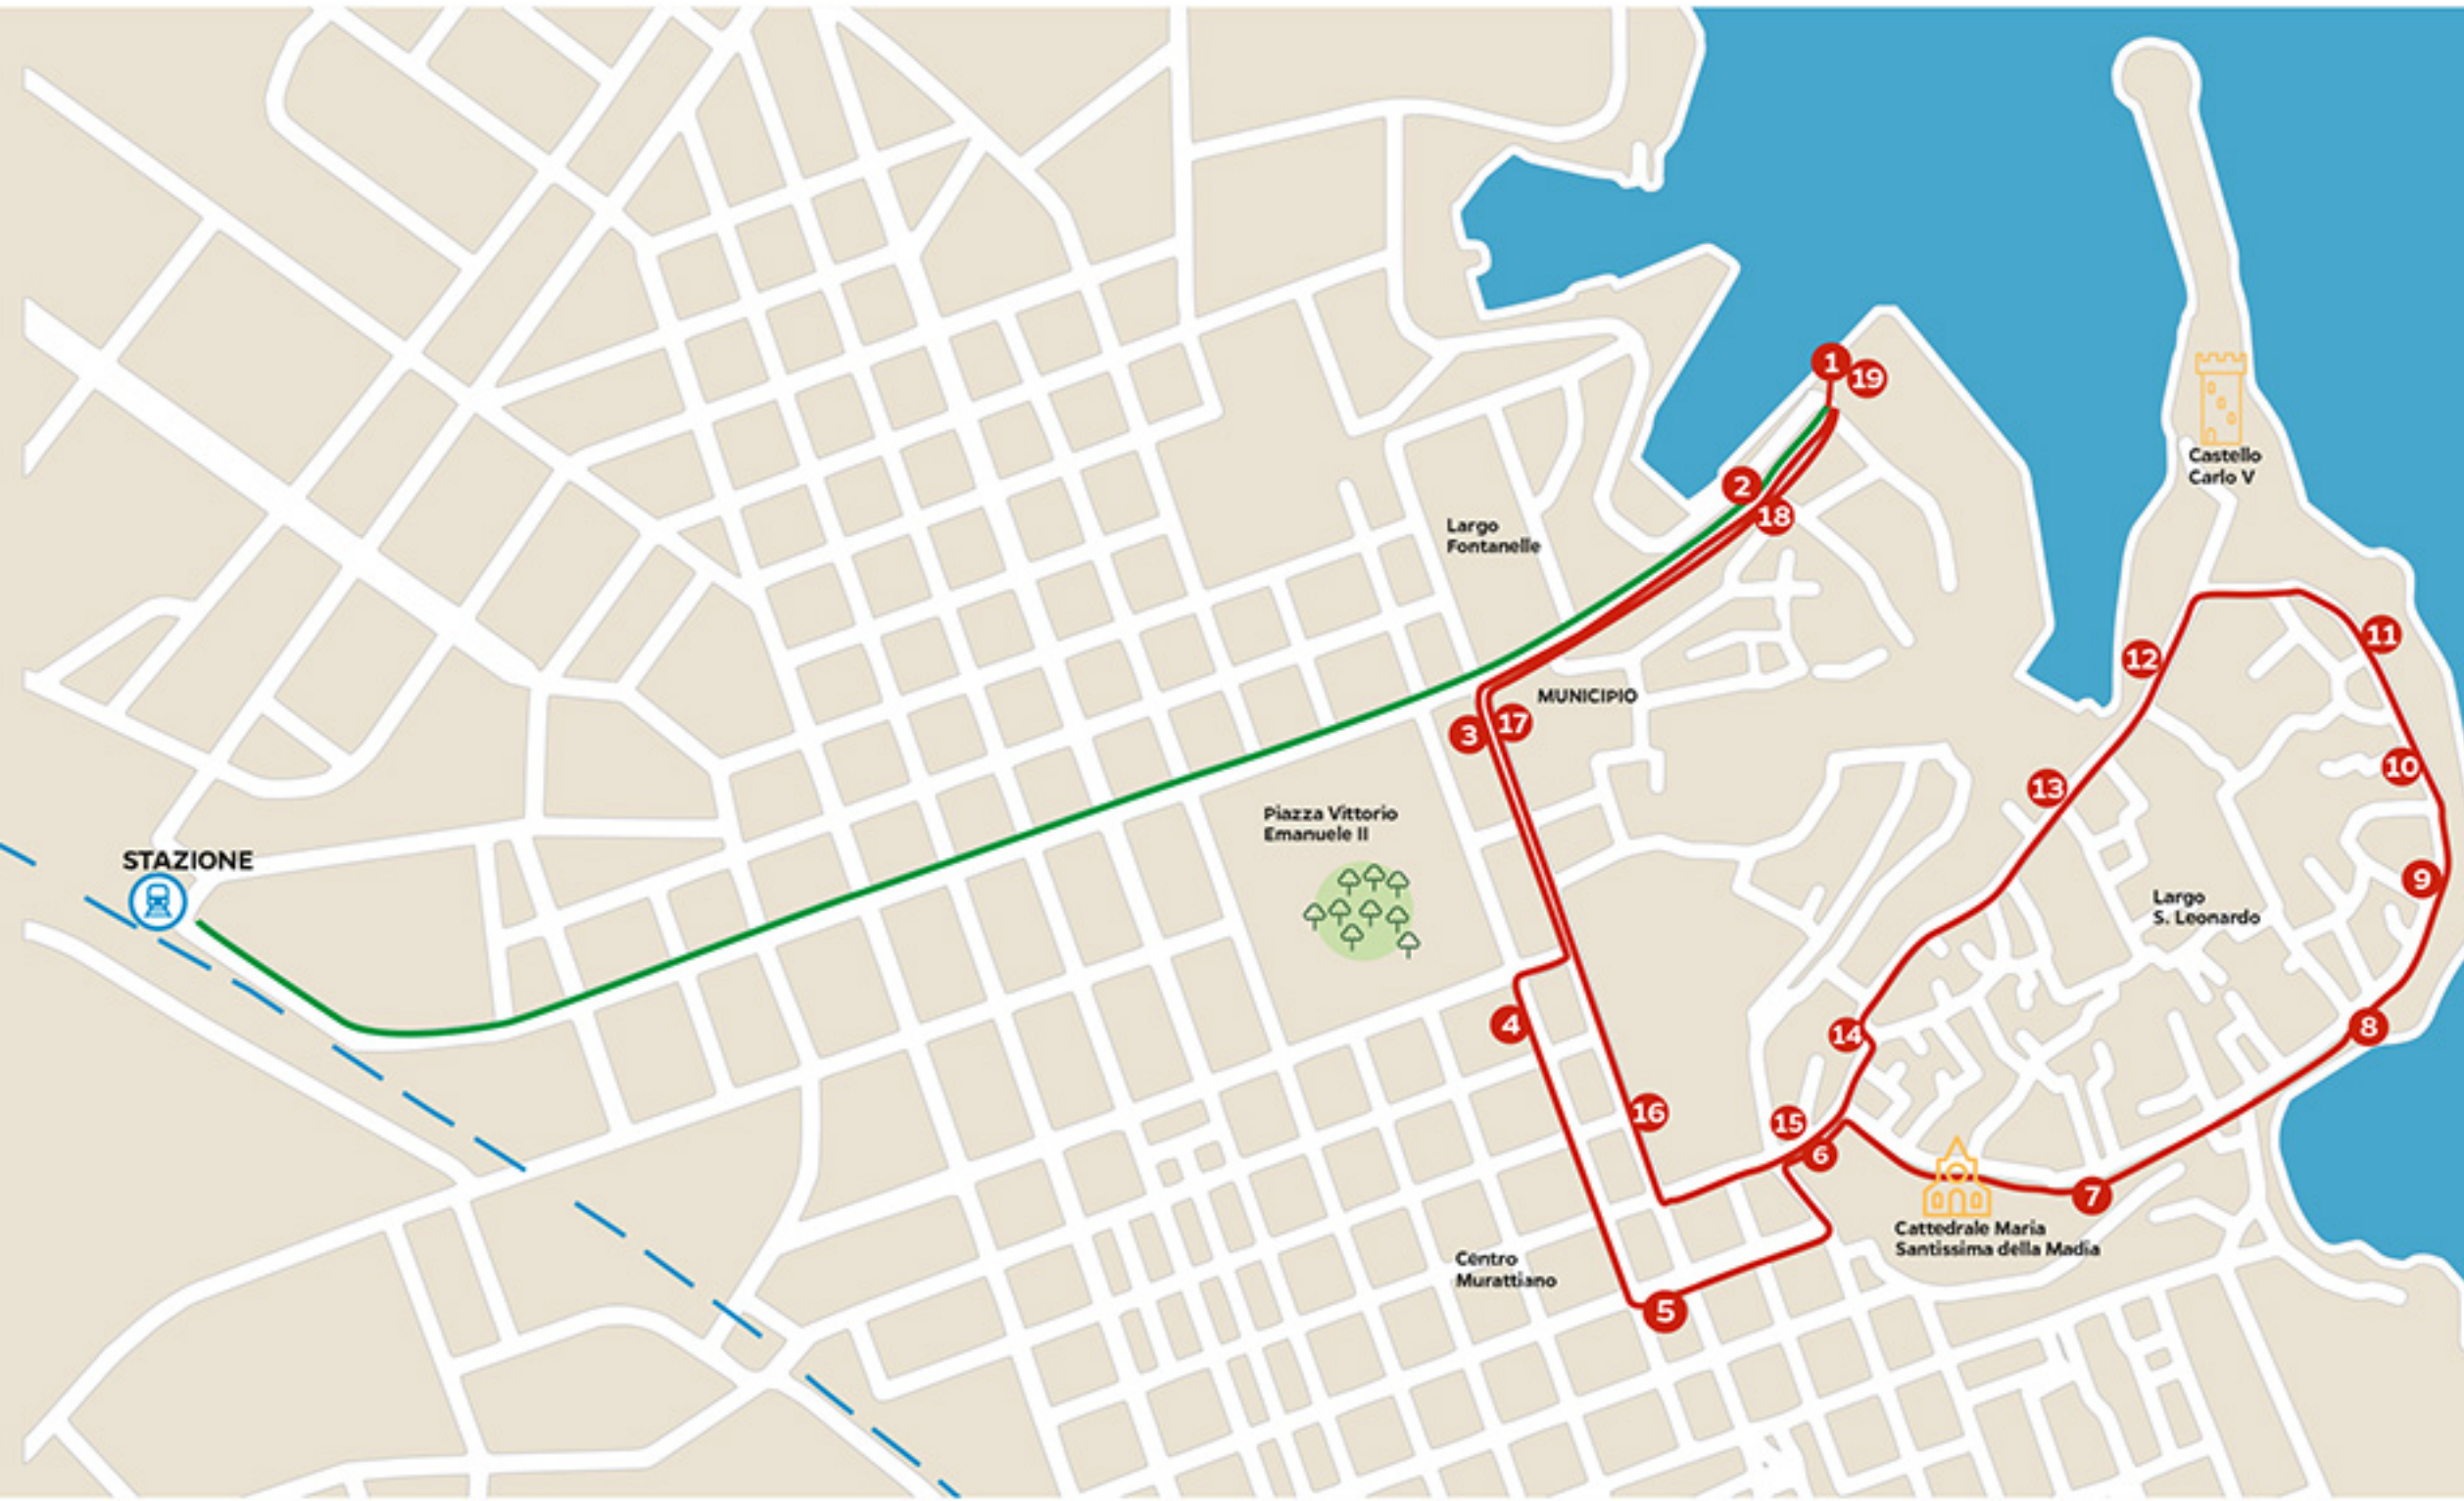 1
19
Castello
Carlo V
2
18
Largo
Fontanelle
11
12
MUNICIPIO
3
17
10
13
Piazza Vittorio
Emanuele II
STAZIONE
9
Largo
S. Leonardo
4
14
8
16
15
6
7
Cattedrale Maria
Santissima della Madia
Centro
Murattiano
5